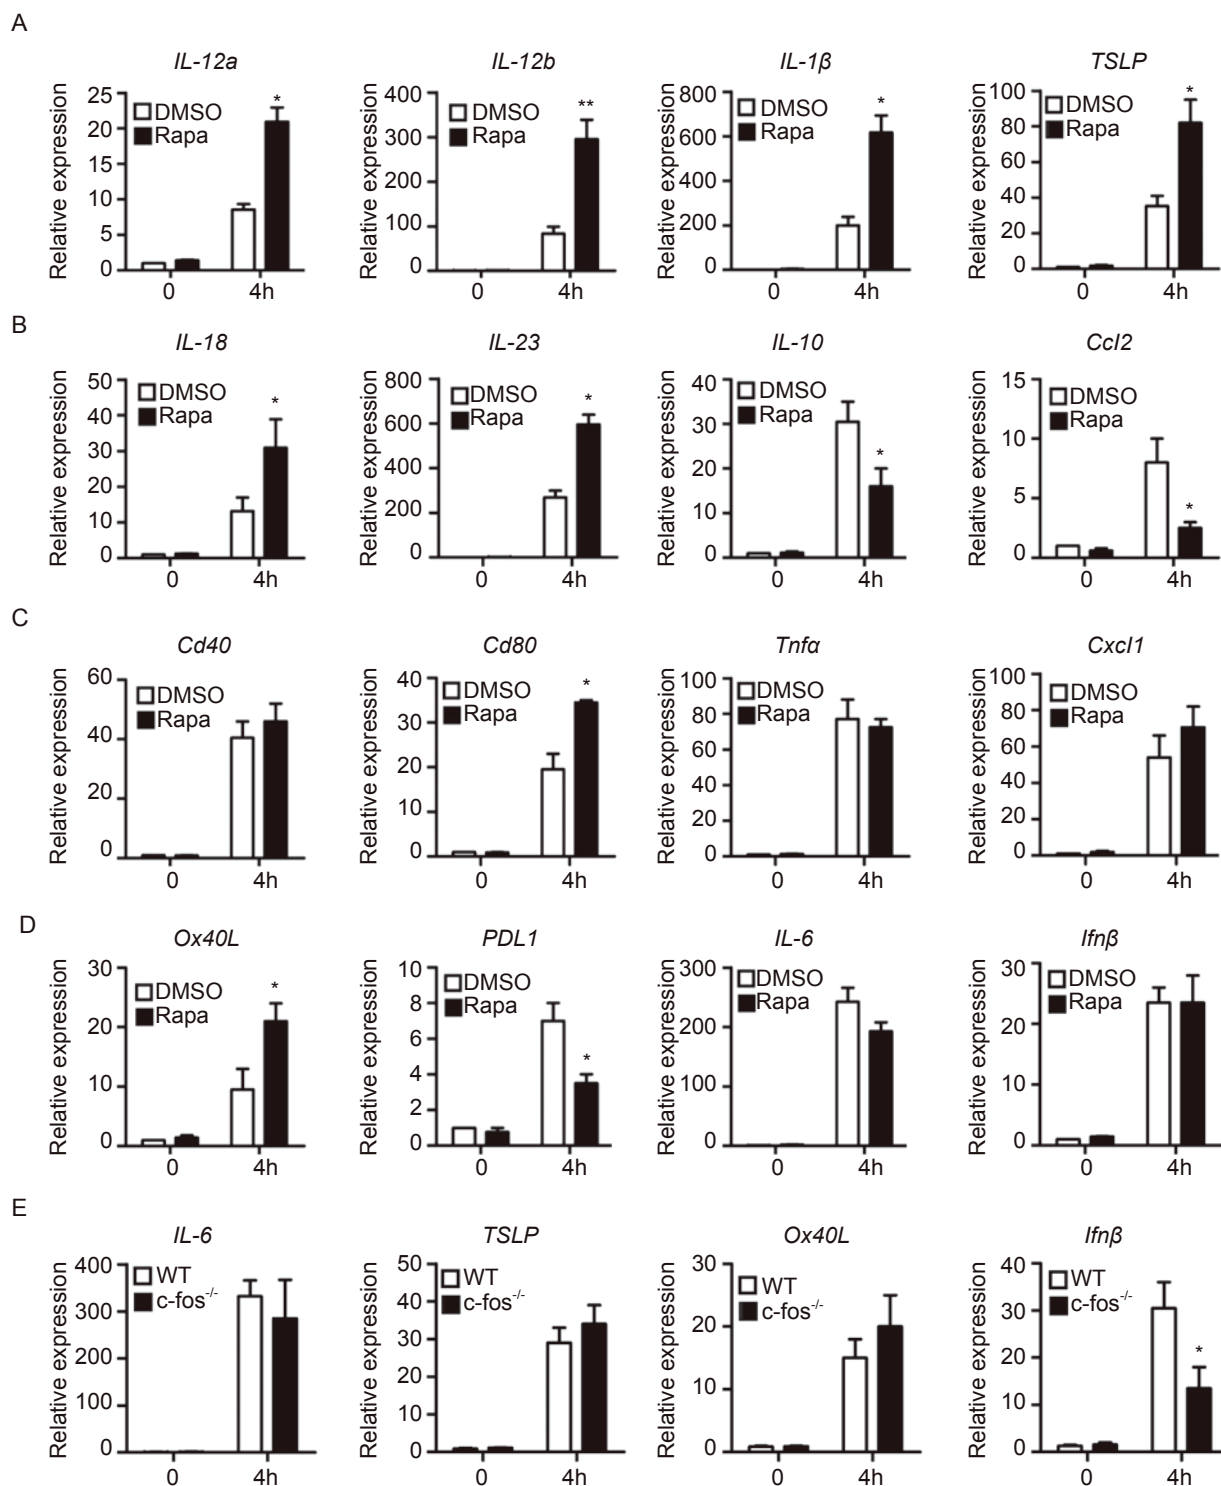 A
IL-12a
IL-12b
IL-1β
TSLP
Relative expression
25
20
15
10
5
0
DMSO
Rapa
*
0
4h
Relative expression
400
300
200
100
0
DMSO
Rapa
**
0
4h
Relative expression
800
600
400
200
0
DMSO
Rapa
*
0
4h
Relative expression
100
80
60
40
20
0
DMSO
Rapa
*
0
4h
B
IL-18
IL-23
IL-10
Ccl2
Relative expression
50
40
30
20
10
0
DMSO
Rapa
*
0
4h
Relative expression
800
600
400
200
0
DMSO
Rapa
*
0
4h
Relative expression
40
30
20
10
0
DMSO
Rapa
*
0
4h
Relative expression
15
10
5
0
DMSO
Rapa
*
0
4h
C
Cd40
Cd80
Tnfα
Cxcl1
Relative expression
60
40
20
0
DMSO
Rapa
0
4h
Relative expression
40
30
20
10
0
DMSO
Rapa
*
0
4h
Relative expression
100
80
60
40
20
0
DMSO
Rapa
0
4h
Relative expression
100
80
60
40
20
0
DMSO
Rapa
0
4h
D
Ox40L
PDL1
IL-6
Ifnβ
Relative expression
30
20
10
0
DMSO
Rapa
*
0
4h
Relative expression
10
8
6
4
2
0
DMSO
Rapa
*
0
4h
Relative expression
300
200
100
0
DMSO
Rapa
0
4h
Relative expression
30
20
10
0
DMSO
Rapa
0
4h
E
IL-6
TSLP
Ox40L
Ifnβ
Relative expression
400
300
200
100
0
WT
c-fos-/-
0
4h
Relative expression
50
40
30
20
10
0
WT
c-fos-/-
0
4h
Relative expression
30
20
10
0
WT
c-fos-/-
0
4h
Relative expression
40
30
20
10
0
WT
c-fos-/-
*
0
4h